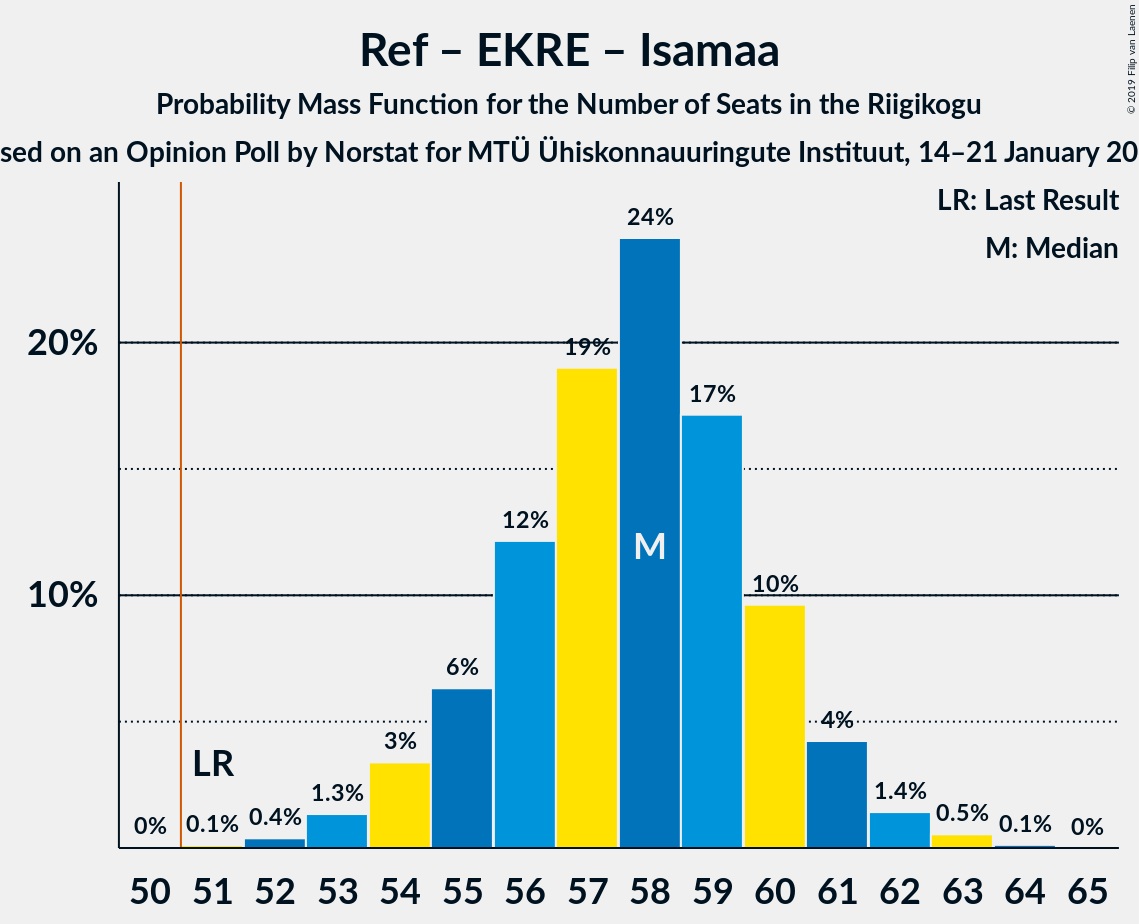 Ref – EKRE – Isamaa
Probability Mass Function for the Number of Seats in the Riigikogu
sed on an Opinion Poll by Norstat for MTÜ Ühiskonnauuringute Instituut, 14–21 January 20
© 2019 Filip van Laenen
LR: Last Result
M: Median
20%
10%
0%
0.1%
0.4%
1.3%
3%
6%
12%
19%
24%
17%
10%
4%
1.4%
0.5%
0.1%
0%
LR
M
50 51 52 53 54 55 56 57 58 59 60 61 62 63 64 65